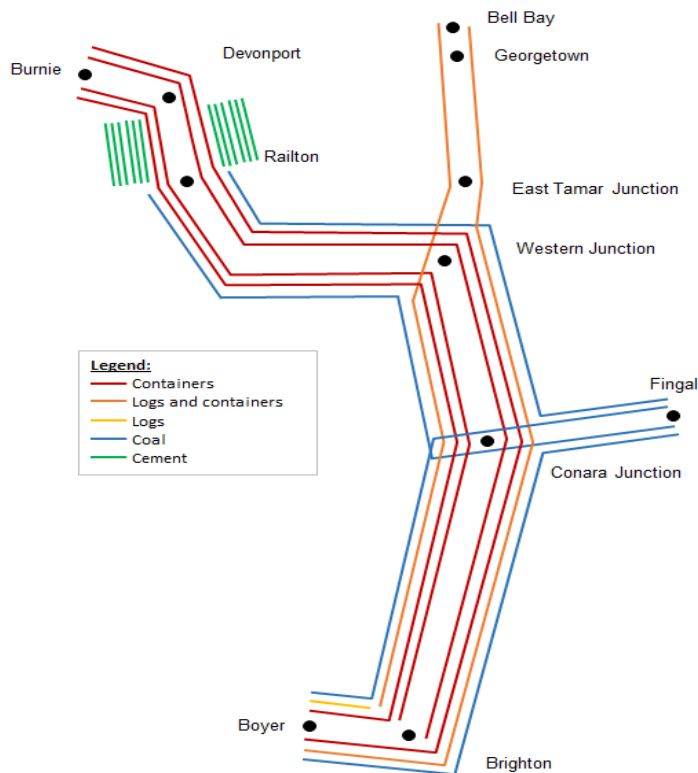 Bell Bay
Devonport
Georgetown
Burnie
Railton
East Tamar Junction
Western Junction
Legend:
Containers
Logs and containers
Logs
Coal
Cement
Fingal
Conara Junction
Boyer
Brighton